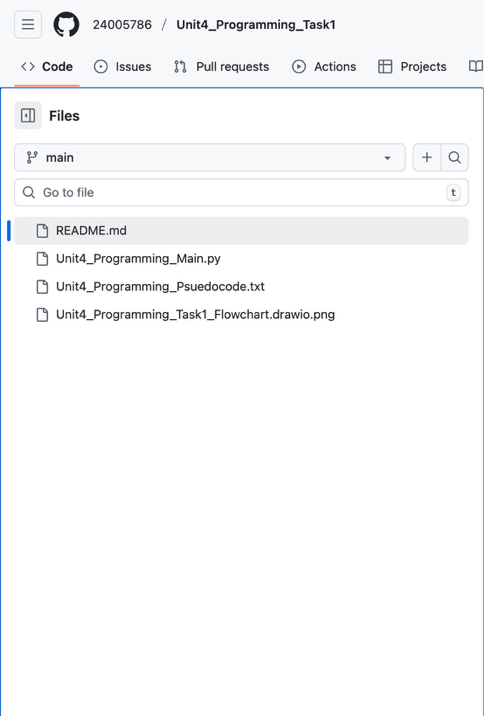 24005786 / Unit4_Programming_Task1
Code Issues Pull requests Actions Projects
Files
main
Go to file t
README.md
Unit4_Programming_Main.py
Unit4_Programming_Psuedocode.txt
Unit4_Programming_Task1_Flowchart.drawio.png